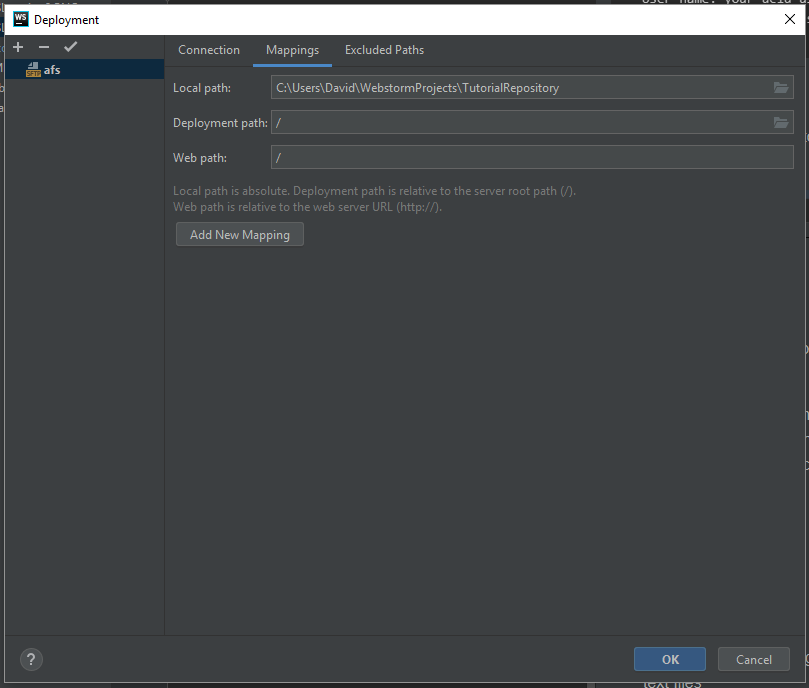 WS Deployment
SFTP afs
Connection Mappings Excluded Paths
Local path: C:\Users\David\WebstormProjects\TutorialRepository
Deployment path: /
Web path: /
Local path is absolute. Deployment path is relative to the server root path (/).
Web path is relative to the web server URL (http://).
Add New Mapping
? OK Cancel